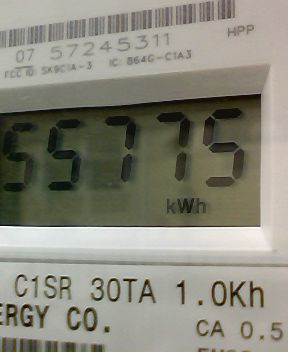 HPP
07 57245311
FCC ID: SK9C1A-3 IC: 864G-C1A3
55775
kWh
C1SR 30TA 1.0Kh
ERGY CO.
CA 0.5